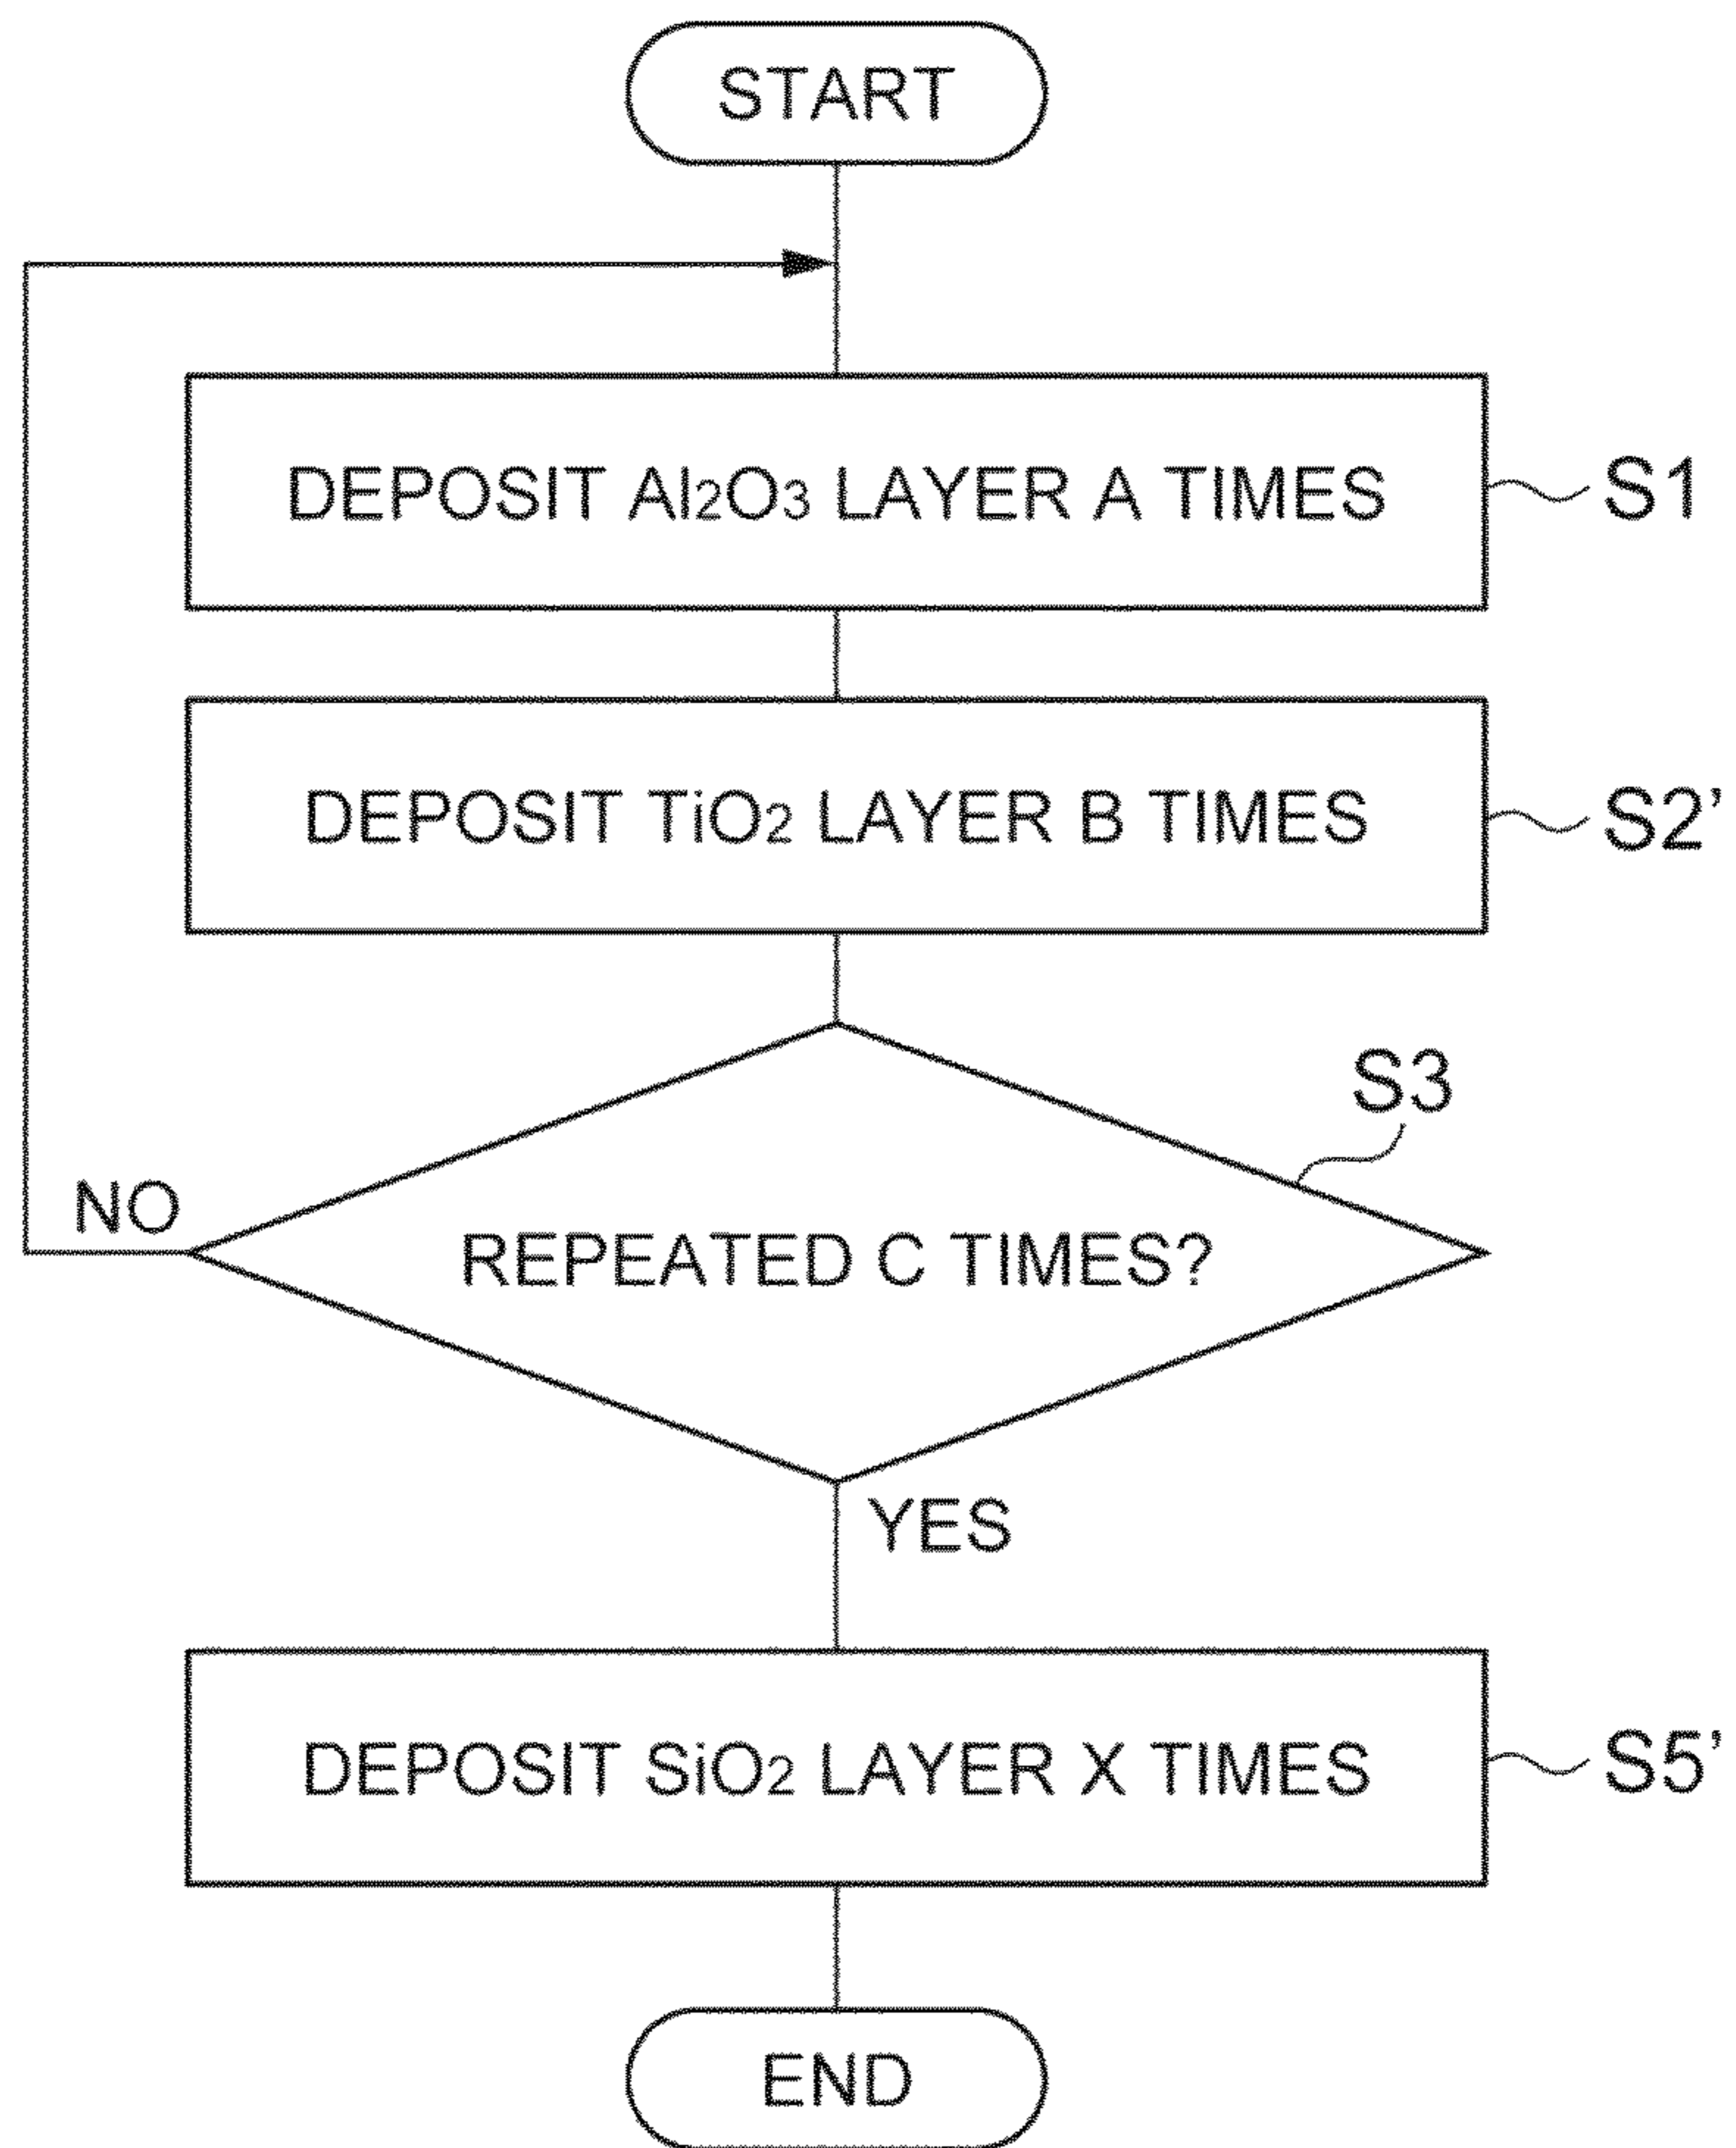 START
DEPOSIT Al2O3 LAYER A TIMES
S1
DEPOSIT TiO2 LAYER B TIMES
S2’
S3
NO
REPEATED C TIMES?
YES
DEPOSIT SiO2 LAYER X TIMES
S5’
END